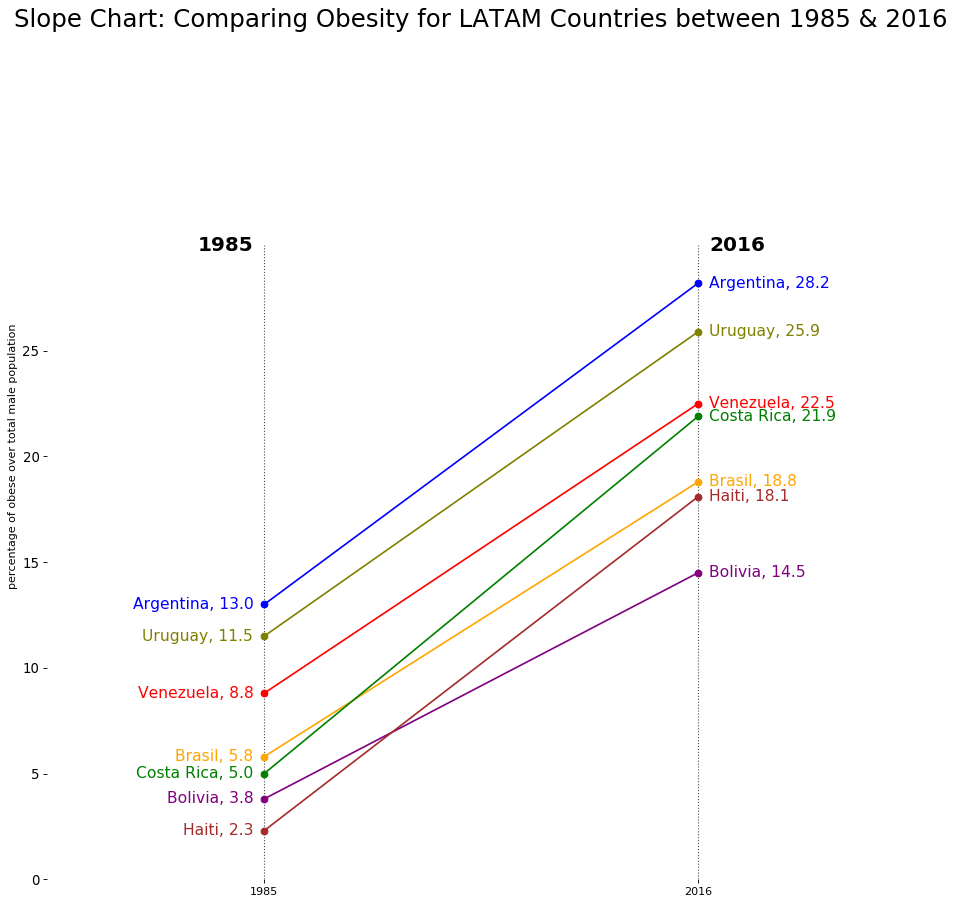 Slope Chart: Comparing Obesity for LATAM Countries between 1985 & 2016
1985
2016
percentage of obese over total male population
25
20
15
10
5
0
Argentina, 13.0
Uruguay, 11.5
Venezuela, 8.8
Brasil, 5.8
Costa Rica, 5.0
Bolivia, 3.8
Haiti, 2.3
Argentina, 28.2
Uruguay, 25.9
Venezuela, 22.5
Costa Rica, 21.9
Brasil, 18.8
Haiti, 18.1
Bolivia, 14.5
1985
2016